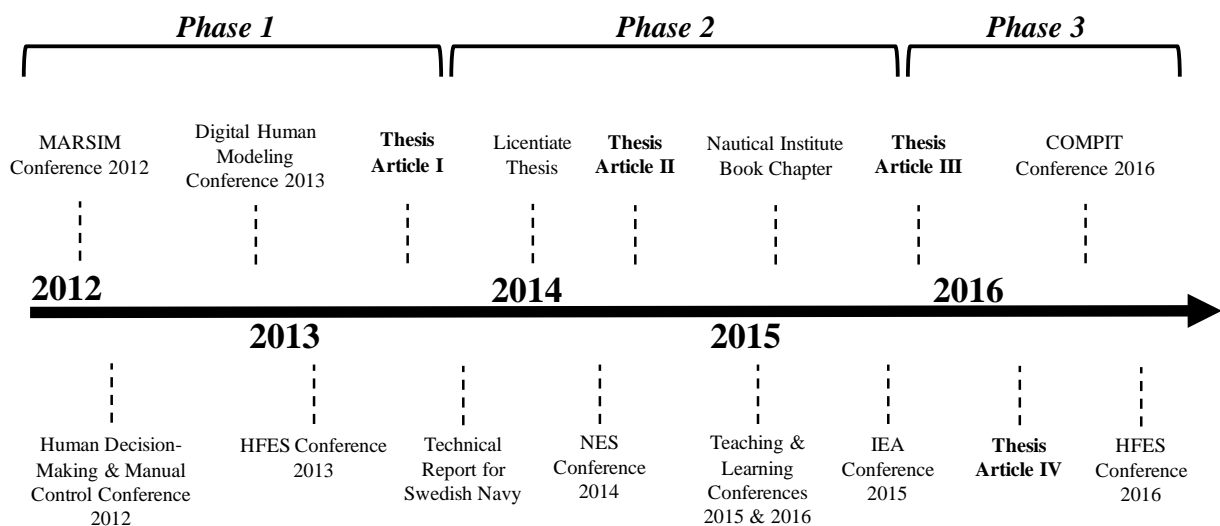 Phase 1
Phase 2
Phase 3
MARSIM
Conference 2012
Digital Human
Modeling
Conference 2013
Thesis
Article I
Licentiate
Thesis
Thesis
Article II
Nautical Institute
Book Chapter
Thesis
Article III
COMPIT
Conference 2016
2012
2014
2016
2013
2015
Human Decision-
Making & Manual
Control Conference
2012
HFES Conference
2013
Technical
Report for
Swedish Navy
NES
Conference
2014
Teaching &
Learning
Conferences
2015 & 2016
IEA
Conference
2015
Thesis
Article IV
HFES
Conference
2016